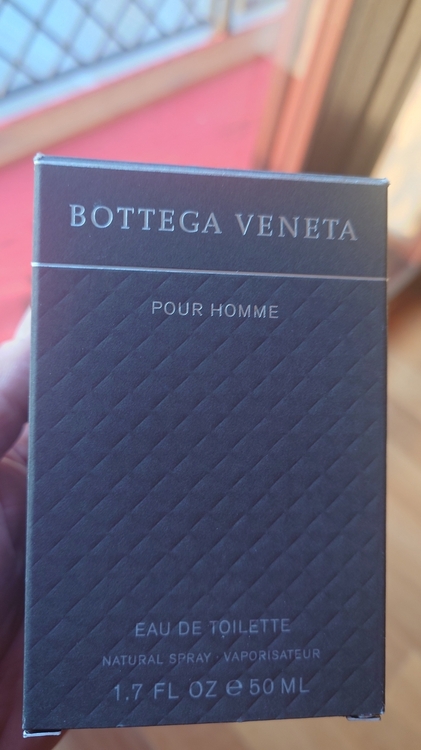 BOTTEGA VENETA
POUR HOMME
EAU DE TOILETTE
NATURAL SPRAY · VAPORISATEUR
1.7 FL OZ ℮ 50 ML